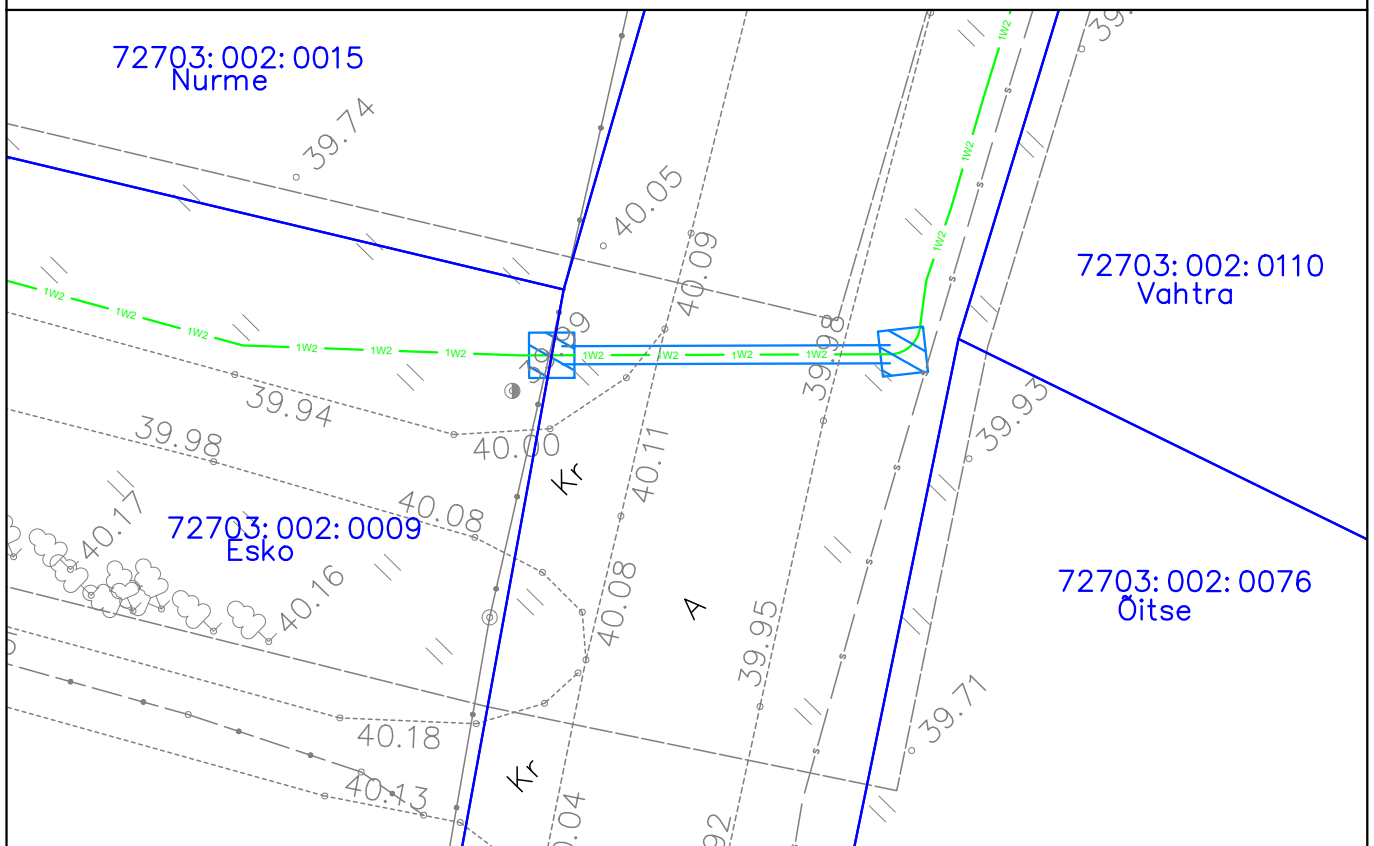 72703:002:0015
Nurme
39.74
40.05
40.09
1W2
1W2
1W2
72703:002:0110
Vahtra
1W2
1W2
1W2
1W2
1W2
1W2
1W2
1W2
1W2
1W2
39.98
39.94
39.98
40.00
40.11
39.93
Kr
40.17
40.08
72703:002:0009
Esko
40.16
40.08
A
72703:002:0076
Õitse
39.95
s
s
s
s
s
s
40.18
39.71
Kr
40.13